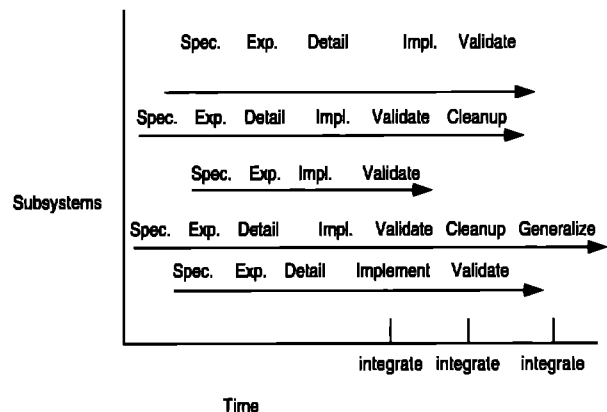 Spec. Exp. Detail Impl. Validate
Spec. Exp. Detail Impl. Validate Cleanup
Spec. Exp. Impl. Validate
Subsystems
Spec. Exp. Detail Impl. Validate Cleanup Generalize
Spec. Exp. Detail Implement Validate
integrate integrate integrate
Time